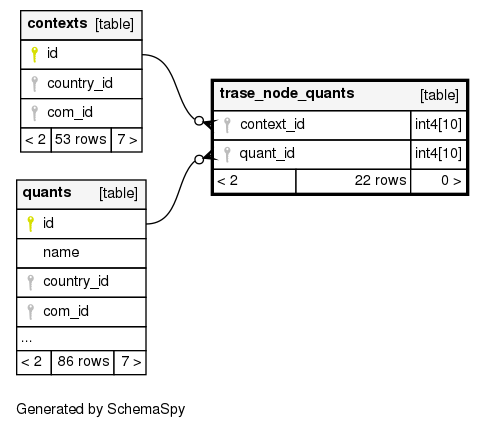 contexts [table]
id
country_id
com_id
< 2 53 rows 7 >
trase_node_quants [table]
context_id int4[10]
quant_id int4[10]
< 2 22 rows 0 >
quants [table]
id
name
country_id
com_id
...
< 2 86 rows 7 >
Generated by SchemaSpy